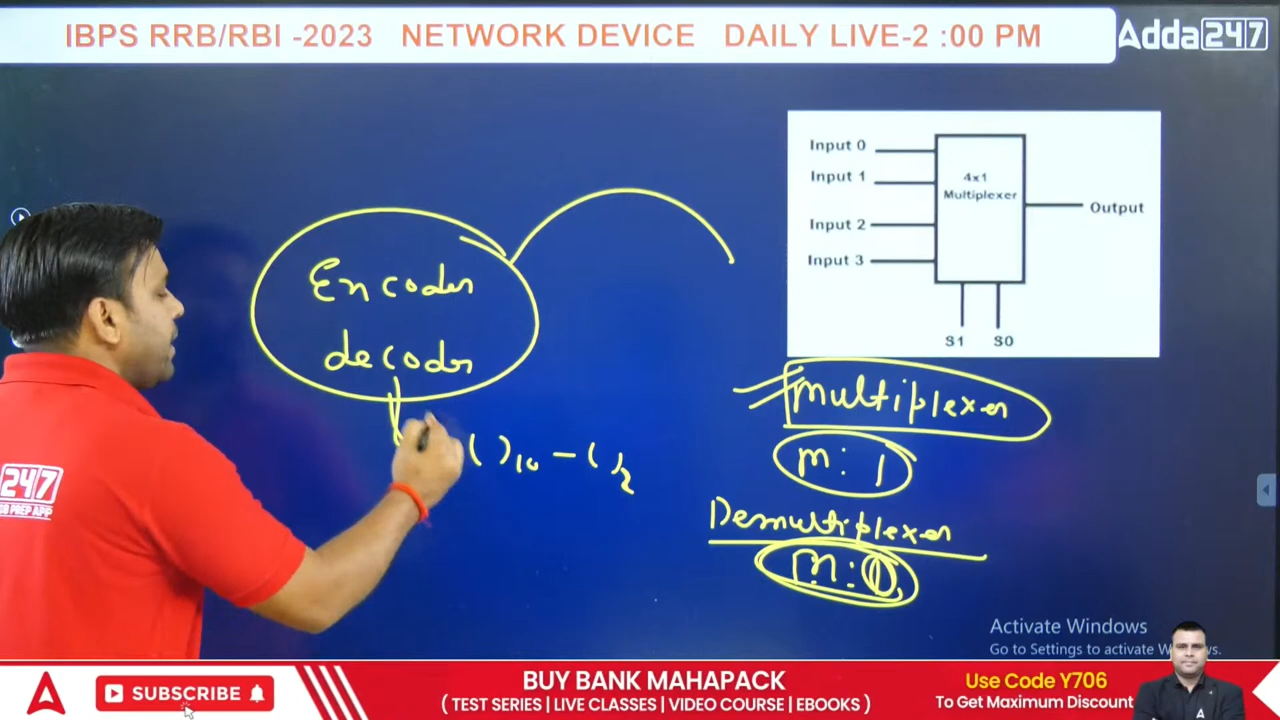 IBPS RRB/RBI -2023 NETWORK DEVICE DAILY LIVE-2 :00 PM
Adda247
Input 0
Input 1
Input 2
Input 3
4x1
Multiplexer
Output
S1 S0
Encoder
decoder
( )10 - ( )2
multiplexer
m : 1
Demultiplexer
247
PREP APP
Activate Windows
Go to Settings to activate
SUBSCRIBE
BUY BANK MAHAPACK
( TEST SERIES | LIVE CLASSES | VIDEO COURSE | EBOOKS )
Use Code Y706
To Get Maximum Discount